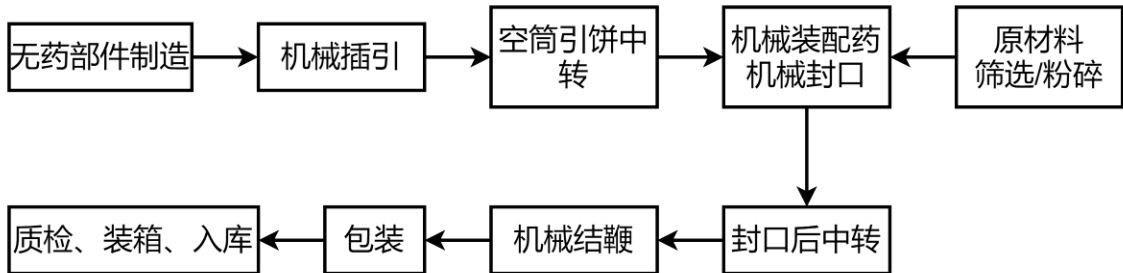 无药部件制造
机械插引
空筒引饼中
转
机械装配药
机械封口
原材料
筛选/粉碎
质检、装箱、入库
包装
机械结鞭
封口后中转